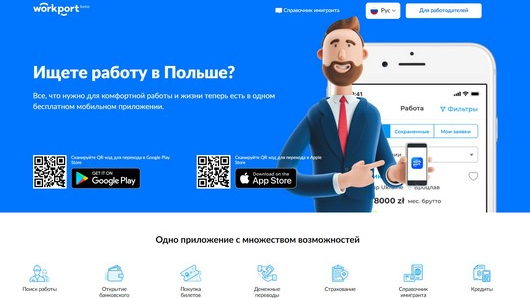 workport
Справочник имигранта
Рус
Для работодателей
Ищете работу в Польше?
Все, что нужно для комфортной работы и жизни теперь есть в одном
бесплатном мобильном приложении.
Сканируйте QR код для перехода в Google Play
Store
GET IT ON
Google Play
Сканируйте QR код для перехода в Apple
Store
Download on the
App Store
:41
Работа
Фильтры
Сохраненные
Мои заявки
Ukraine
Вроцлав
8000 zł мес. брутто
Одно приложение с множеством возможностей
Поиск работы
Открытие
банковского
Покупка
билетов
Денежные
переводы
Страхование
Справочник
имигранта
Кредиты